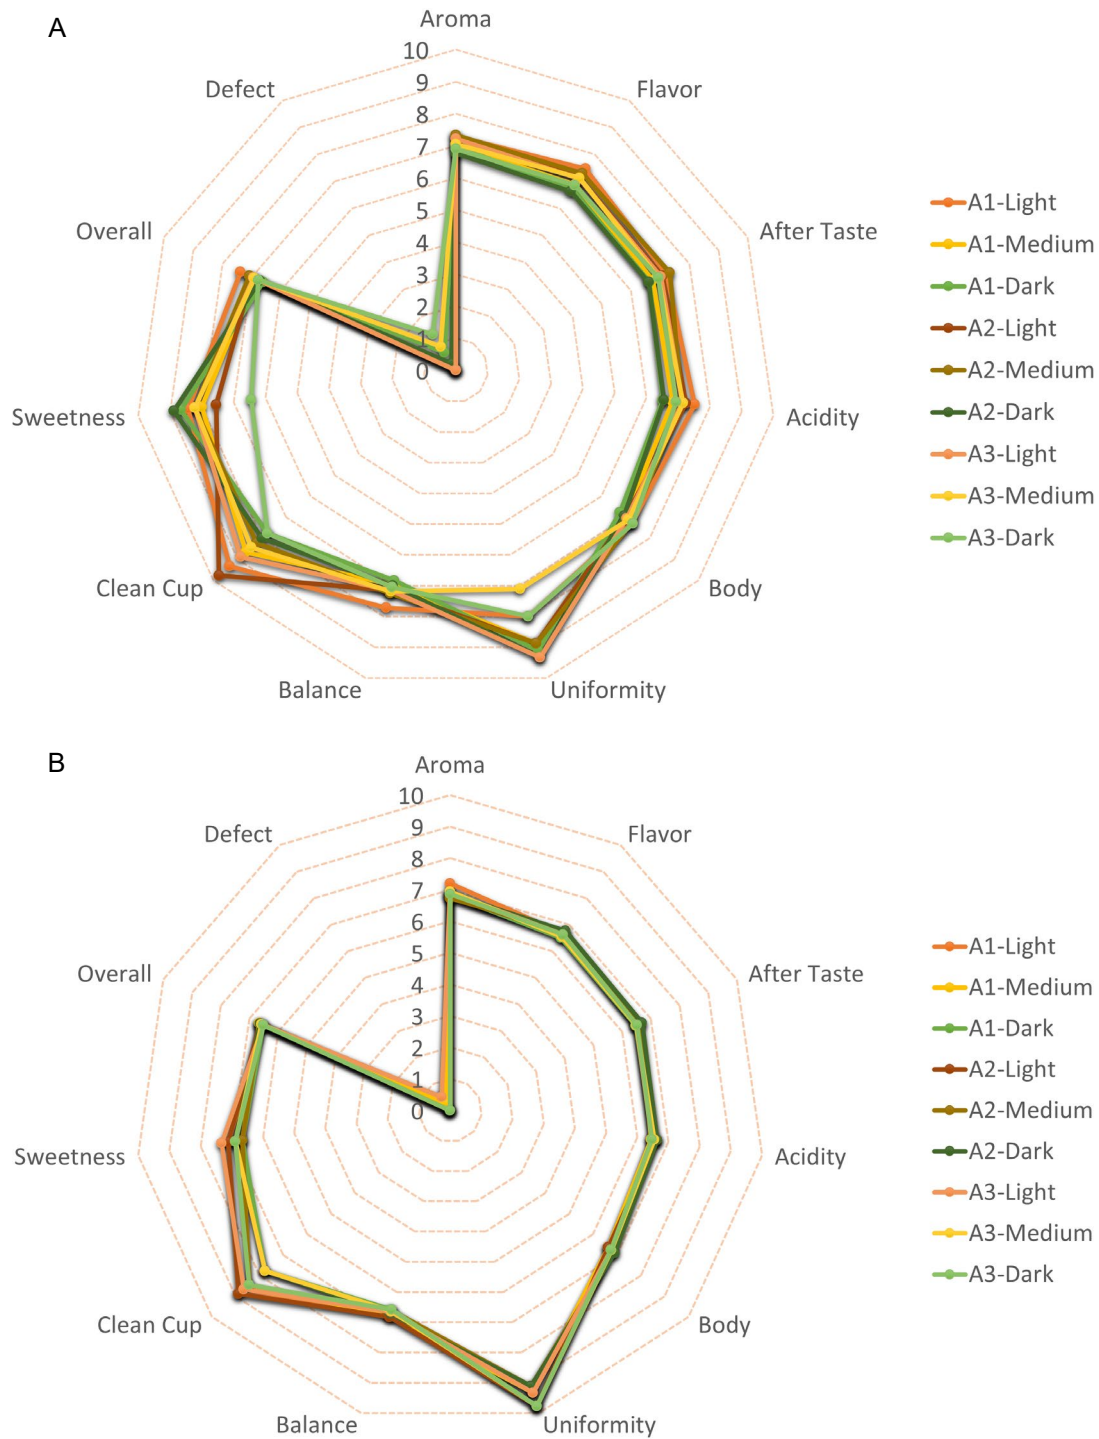 A
Aroma
10
Defect
9
Flavor
8
7
6
Overall
5
After Taste
4
3
2
1
0
Sweetness
Acidity
Clean Cup
Body
Balance
Uniformity
A1-Light
A1-Medium
A1-Dark
A2-Light
A2-Medium
A2-Dark
A3-Light
A3-Medium
A3-Dark
B
Aroma
10
Defect
9
Flavor
8
7
6
Overall
5
After Taste
4
3
2
1
0
Sweetness
Acidity
Clean Cup
Body
Balance
Uniformity
A1-Light
A1-Medium
A1-Dark
A2-Light
A2-Medium
A2-Dark
A3-Light
A3-Medium
A3-Dark